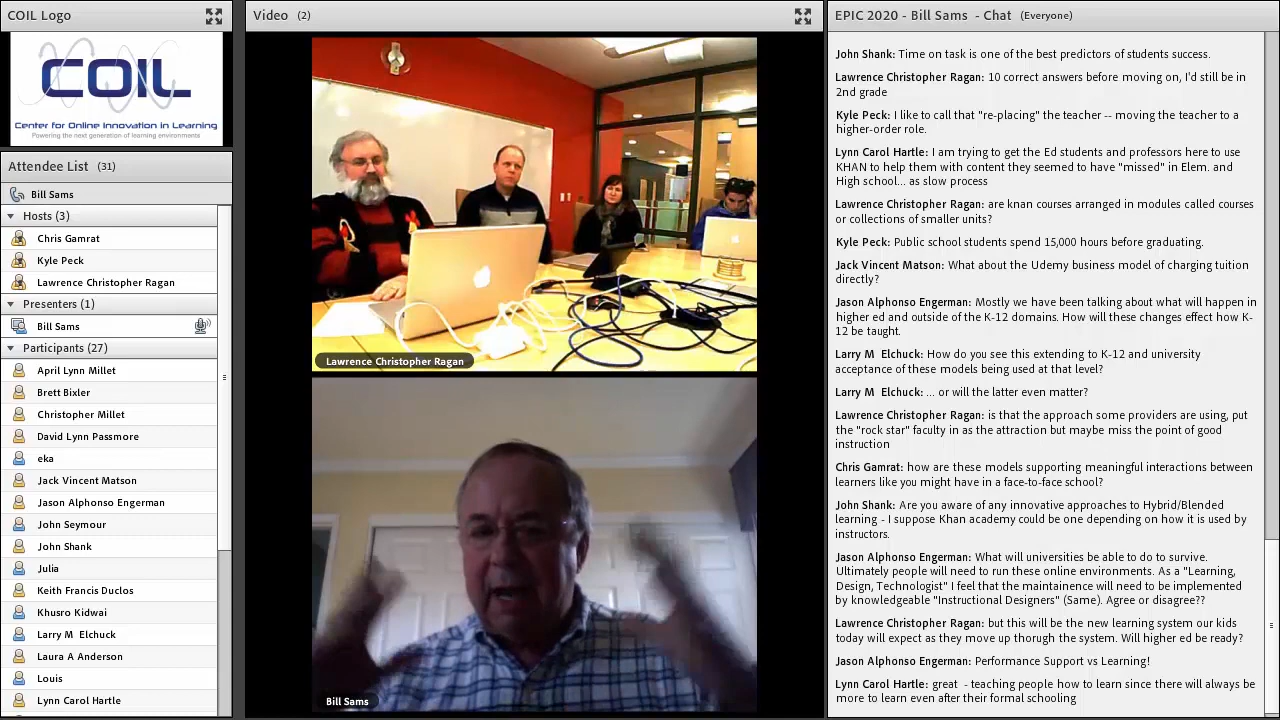 COIL Logo
COIL
Center for Online Innovation in Learning
Powering the next generation of learning environments
Attendee List (31)
Bill Sams
Hosts (3)
Chris Gamrat
Kyle Peck
Lawrence Christopher Ragan
Presenters (1)
Bill Sams
Participants (27)
April Lynn Millet
Brett Bixler
Christopher Millet
David Lynn Passmore
eka
Jack Vincent Matson
Jason Alphonso Engerman
John Seymour
John Shank
Julia
Keith Francis Duclos
Khusro Kidwai
Larry M Elchuck
Laura A Anderson
Louis
Lynn Carol Hartle
Video (2)
Lawrence Christopher Ragan
Bill Sams
EPIC 2020 - Bill Sams - Chat (Everyone)
John Shank: Time on task is one of the best predictors of students success.
Lawrence Christopher Ragan: 10 correct answers before moving on, I'd still be in
2nd grade
Kyle Peck: I like to call that "re-placing" the teacher -- moving the teacher to a
higher order role.
Lynn Carol Hartle: I am trying to get the Ed students and professors here to use
KHAN to help them with content they seemed to have "missed" in Elem and
High school... as slow process
Lawrence Christopher Ragan: are knan courses arranged in modules called courses
or collections of smaller units?
Kyle Peck: Public school students spend 15,000 hours before graduating.
Jack Vincent Matson: What about the Udemy business model of charging tuition
directly?
Jason Alphonso Engerman: Mostly we have been talking about what will happen in
higher ed and outside of the K-12 domains. How will these changes effect how K-
12 be taught.
Larry M Elchuck: How do you see this trend in K-12 and university
acceptance of these models being used at that level?
Larry M Elchuck: ... or will the latter even matter?
Lawrence Christopher Ragan: is that the approach some providers are using, put
the "rock star" faculty in as the attraction but maybe miss the point of good
instruction
Chris Gamrat: how are these models supporting meaningful interactions between
learners like you might have in a face-to-face school?
John Shank: Are you aware of any innovative approaches to Hybrid/Blended
learning - I suppose Khan academy could be one depending on how it is used by
instructors.
Jason Alphonso Engerman: What will universities be able to do to survive.
Ultimately people will need to run these online environments. As a "Learning,
Design, Technologist" I feel that the maintainence will need to be implemented
by knowledgeable "Instructional Designers" (Same). Agree or disagree??
Lawrence Christopher Ragan: but this will be the new learning system our kids
today will expect as they move up thorugh the system. Will higher ed be ready?
Jason Alphonso Engerman: Performance Support vs Learning!
Lynn Carol Hartle: great - teaching people how to learn since there will always be
more to learn even after their formal schooling